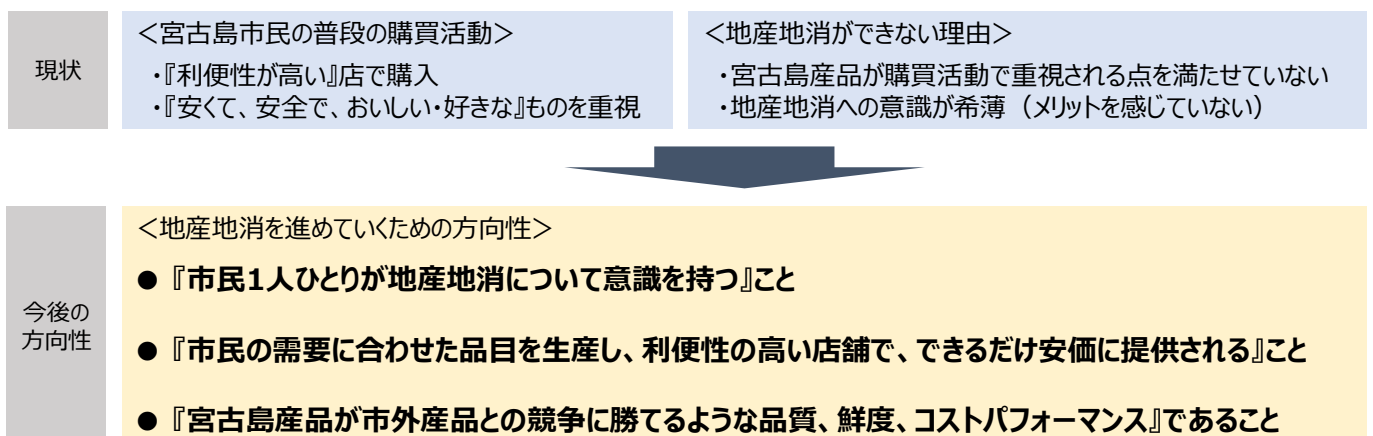 現状
＜宮古島市民の普段の購買活動＞
・『利便性が高い』店で購入
・『安くて、安全で、おいしい・好きな』ものを重視
＜地産地消ができない理由＞
・宮古島産品が購買活動で重視される点を満たせていない
・地産地消への意識が希薄（メリットを感じていない）
今後の
方向性
＜地産地消を進めていくための方向性＞
● 『市民1人ひとりが地産地消について意識を持つ』こと
● 『市民の需要に合わせた品目を生産し、利便性の高い店舗で、できるだけ安価に提供される』こと
● 『宮古島産品が市外産品との競争に勝てるような品質、鮮度、コストパフォーマンス』であること